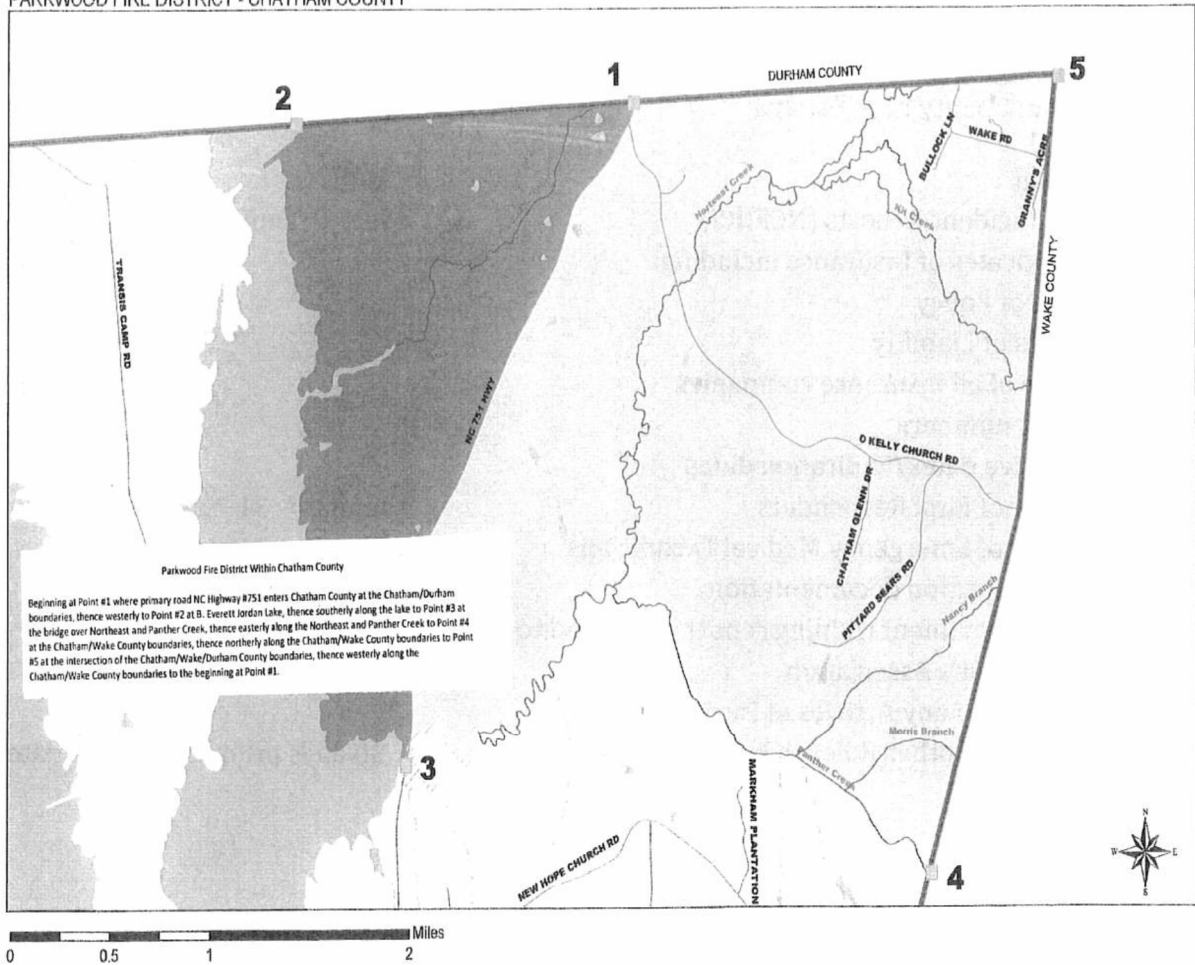 PARKWOOD FIRE DISTRICT - CHATHAM COUNTY
5
DURHAM COUNTY
1
2
BULLOCK LN
WAKE RD
GRANNY'S ACRE
Northeast Creek
Kit Creek
WAKE COUNTY
TRANSIS CAMP RD
NC 751 HWY
O KELLY CHURCH RD
CHATHAM GLENN DR
PITTARD SEARS RD
Nancy Branch
Parkwood Fire District Within Chatham County
Beginning at Point #1 where primary road NC Highway #751 enters Chatham County at the Chatham/Durham
boundaries, thence westerly to Point #2 at B. Everett Jordan Lake, thence southerly along the lake to Point #3 at
the bridge over Northeast and Panther Creek, thence easterly along the Northeast and Panther Creek to Point #4
at the Chatham/Wake County boundaries, thence northerly along the Chatham/Wake County boundaries to Point
#5 at the intersection of the Chatham/Wake/Durham County boundaries, thence westerly along the
Chatham/Wake County boundaries to the beginning at Point #1.
Morris Branch
Panther Creek
3
MARKHAM PLANTATION
NEW HOPE CHURCH RD
4
N
W E
S
Miles
0 0.5 1 2